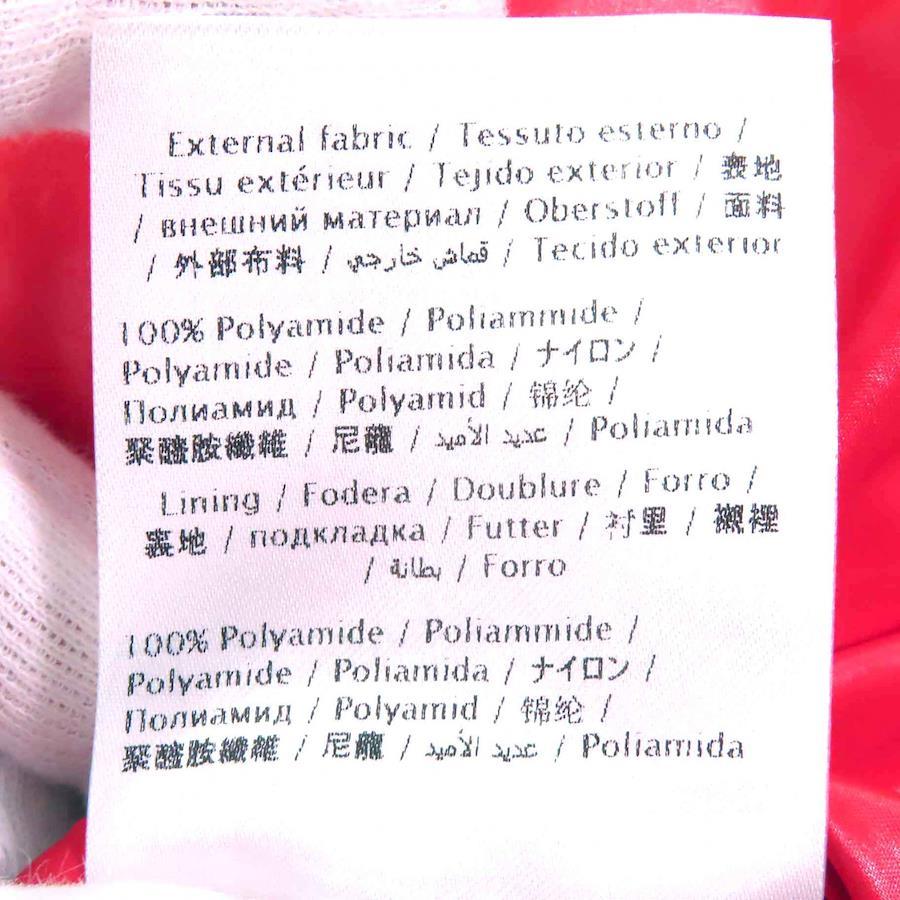 External fabric / Tessuto esterno /
Tissu extérieur / Tejido exterior / 表地
/ внешний материал / Oberstoff / 面料
/ 外部布料 / قماش خارجي / Tecido exterior
100% Polyamide / Poliammide /
Polyamide / Poliamida / ナイロン /
Полиамид / Polyamid / 锦纶 /
聚醯胺纖維 / 尼龍 / عديد الأميد / Poliamida
Lining / Fodera / Doublure / Forro /
裏地 / подкладка / Futter / 衬里 / 襯裡
/ بطانة / Forro
100% Polyamide / Poliammide /
Polyamide / Poliamida / ナイロン /
Полиамид / Polyamid / 锦纶 /
聚醯胺纖維 / 尼龍 / عديد الأميد / Poliamida